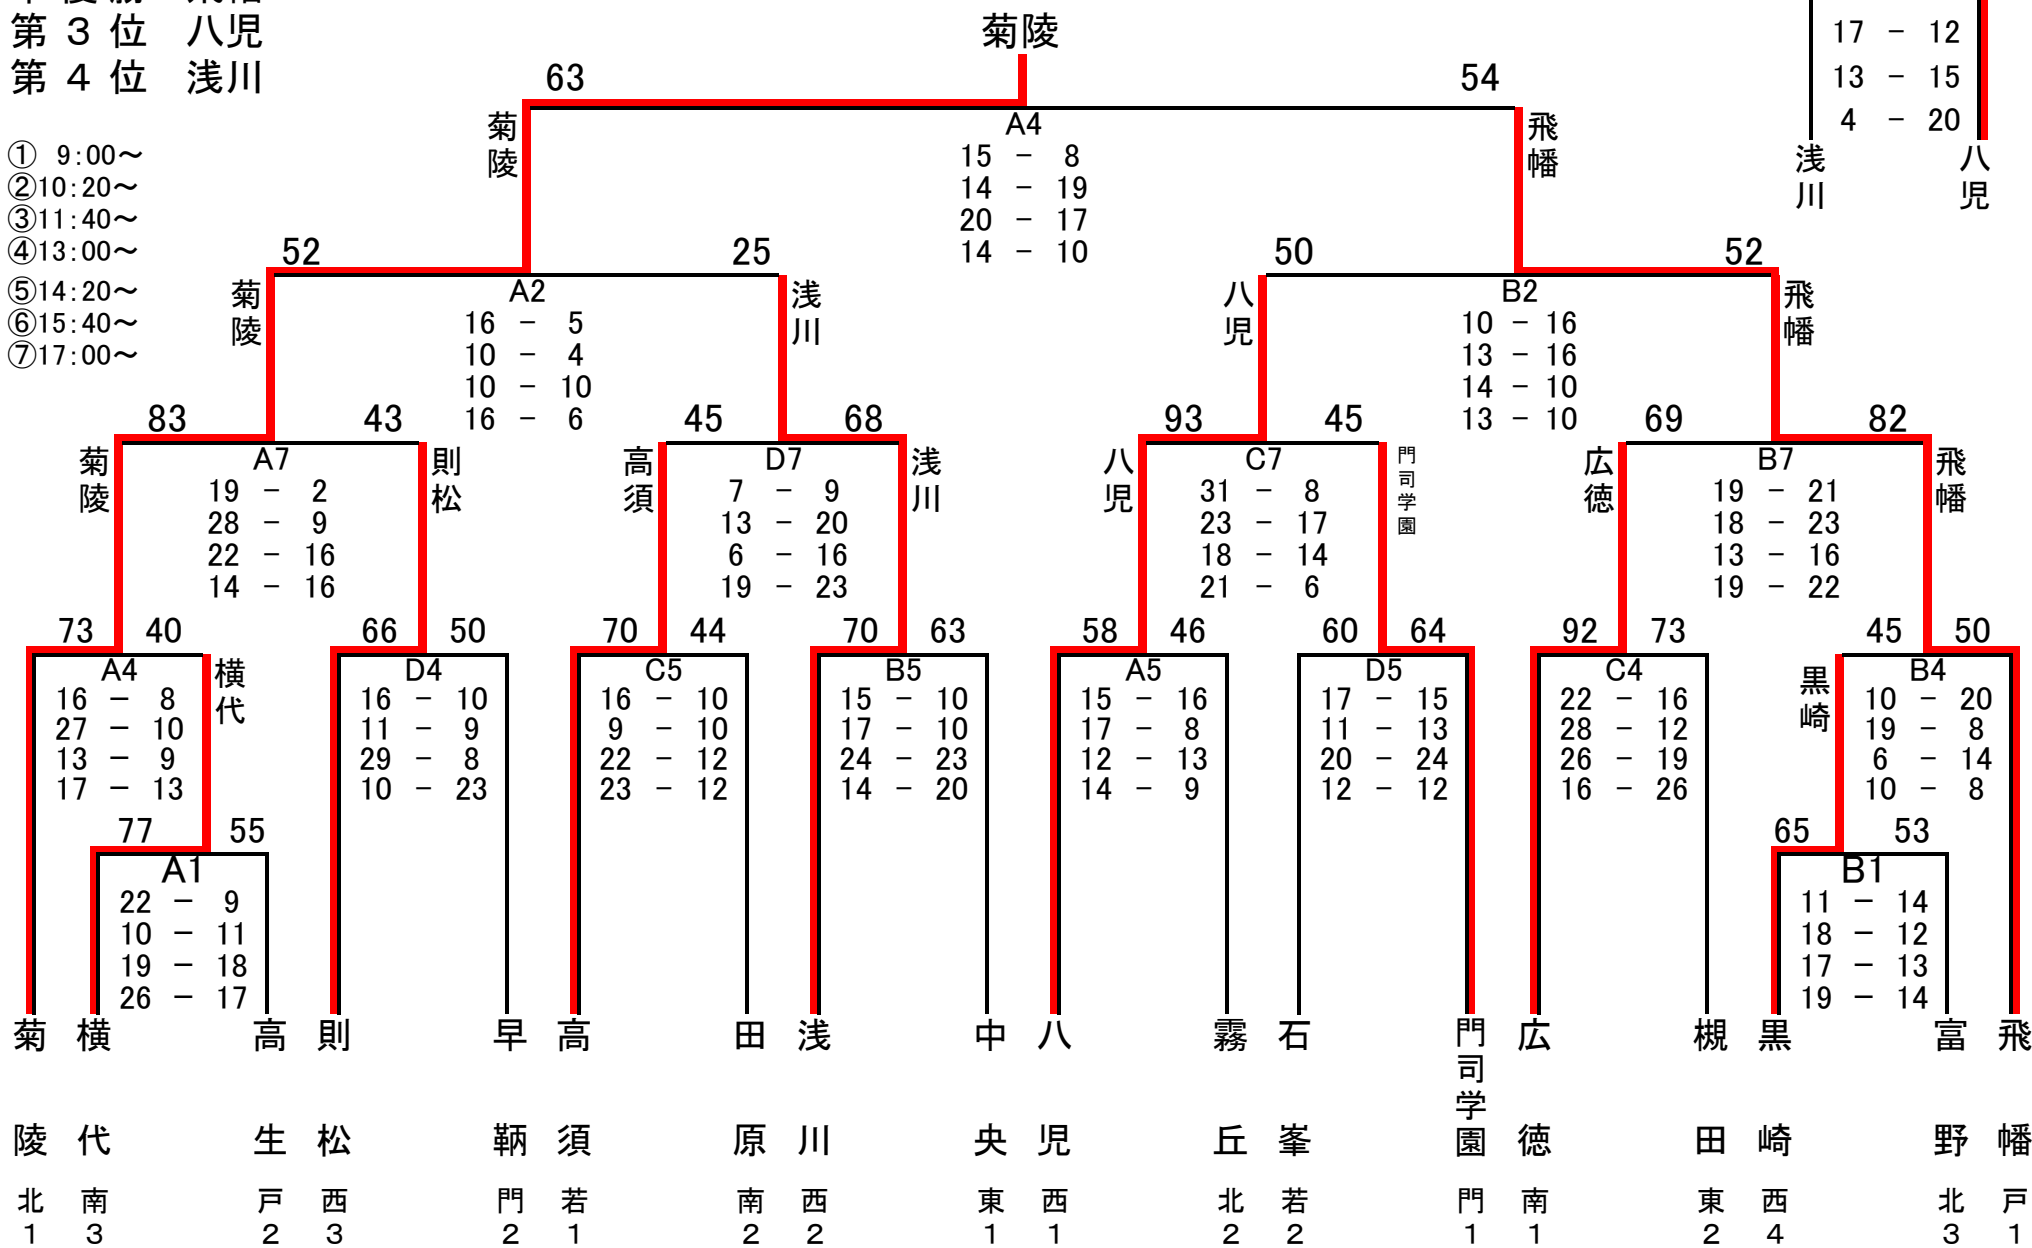 第 3 位 八児
第 4 位 浅川
17 － 12
13 － 15
4 － 20
浅川
八児
① 9:00～
②10:20～
③11:40～
④13:00～
⑤14:20～
⑥15:40～
⑦17:00～
菊陵
63
54
菊陵
飛幡
A4
15 － 8
14 － 19
20 － 17
14 － 10
52
25
菊陵
浅川
A2
16 － 5
10 － 4
10 － 10
16 － 6
50
52
八児
飛幡
B2
10 － 16
13 － 16
14 － 10
13 － 10
83
43
菊陵
則松
A7
19 － 2
28 － 9
22 － 16
14 － 16
45
68
高須
浅川
D7
7 － 9
13 － 20
6 － 16
19 － 23
93
45
八児
門司学園
C7
31 － 8
23 － 17
18 － 14
21 － 6
69
82
広徳
飛幡
B7
19 － 21
18 － 23
13 － 16
19 － 22
73 40
A4
横代
16 － 8
27 － 10
13 － 9
17 － 13
66 50
D4
16 － 10
11 － 9
29 － 8
10 － 23
70 44
C5
16 － 10
9 － 10
22 － 12
23 － 12
70 63
B5
15 － 10
17 － 10
24 － 23
14 － 20
58 46
A5
15 － 16
17 － 8
12 － 13
14 － 9
60 64
D5
17 － 15
11 － 13
20 － 24
12 － 12
92 73
C4
22 － 16
28 － 12
26 － 19
16 － 26
45 50
黒崎
B4
10 － 20
19 － 8
6 － 14
10 － 8
77 55
A1
22 － 9
10 － 11
19 － 18
26 － 17
65 53
B1
11 － 14
18 － 12
17 － 13
19 － 14
菊陵 北1
横代 南3
高生 戸2
則松 西3
早鞆 門2
高須 若1
田原 南2
浅川 西2
中央 東1
八児 西1
霧丘 北2
石峯 若2
門司学園 門1
広徳 南1
槻田 東2
黒崎 西4
富野 北3
飛幡 戸1